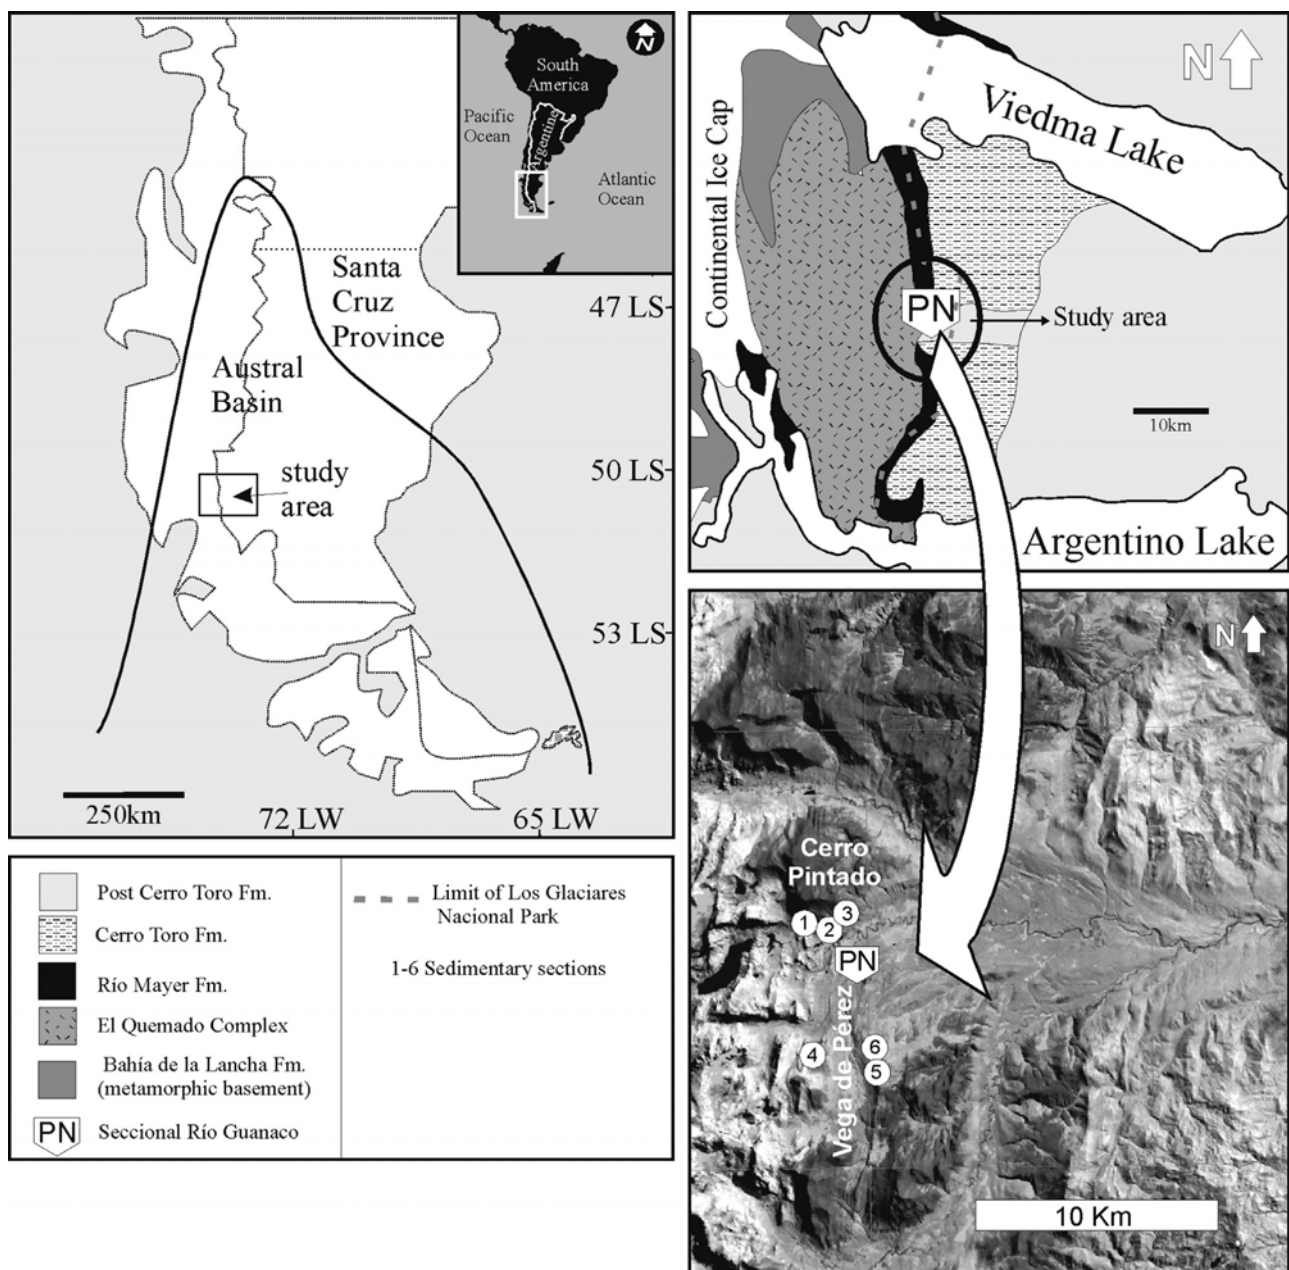 N
South
America
Pacific
Ocean
Argentine
Atlantic
Ocean
Santa
Cruz
Province
47 LS
Austral
Basin
study
area
50 LS
53 LS
250km
72 LW
65 LW
N
Viedma Lake
Continental Ice Cap
PN
Study area
10km
Argentino Lake
Post Cerro Toro Fm.
Cerro Toro Fm.
Río Mayer Fm.
El Quemado Complex
Bahía de la Lancha Fm.
(metamorphic basement)
PN
Seccional Río Guanaco
Limit of Los Glaciares
Nacional Park
1-6 Sedimentary sections
N
Cerro
Pintado
1
2
3
PN
Vega de Pérez
4
6
5
10 Km